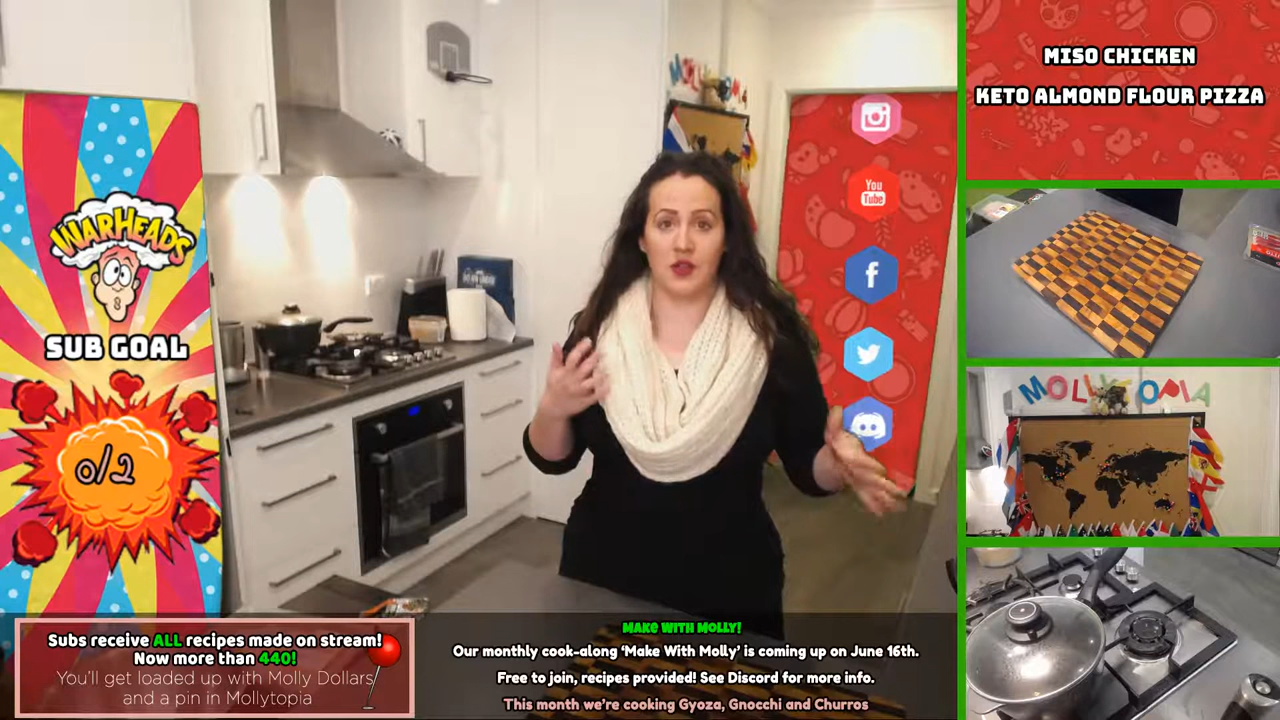 WARHEADS
SUB GOAL
0/2
Subs receive ALL recipes made on stream!
Now more than 440!
You'll get loaded up with Molly Dollars
and a pin in Mollytopia
MAKE WITH MOLLY!
Our monthly cook-along 'Make With Molly' is coming up on June 16th.
Free to join, recipes provided! See Discord for more info.
This month we're cooking Gyoza, Gnocchi and Churros
MOLL
You
Tube
MISO CHICKEN
KETO ALMOND FLOUR PIZZA
MOLLYTOPIA